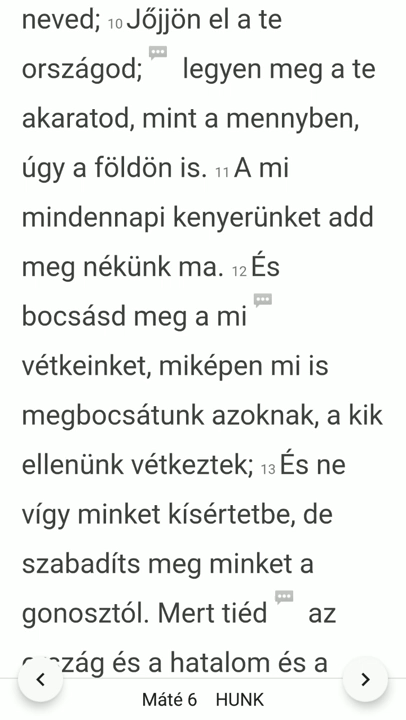 neved; 10 Jőjjön el a te
országod; legyen meg a te
akaratod, mint a mennyben,
úgy a földön is. 11 A mi
mindennapi kenyerünket add
meg nékünk ma. 12 És
bocsásd meg a mi
vétkeinket, miképen mi is
megbocsátunk azoknak, a kik
ellenünk vétkeztek; 13 És ne
vígy minket kísértetbe, de
szabadíts meg minket a
gonosztól. Mert tiéd az
ország és a hatalom és a
Máté 6 HUNK